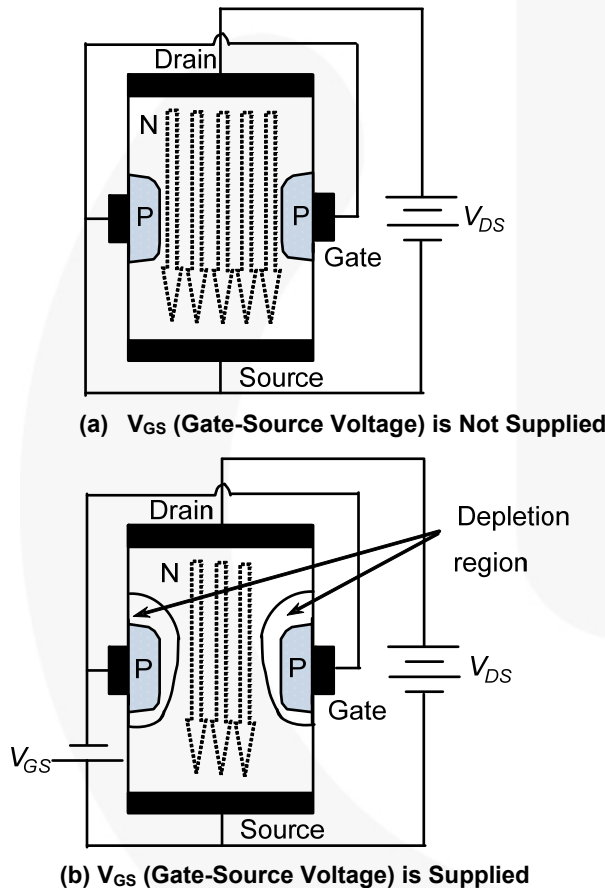 Drain
N
P
P
V_DS
Gate
Source
(a) V_GS (Gate-Source Voltage) is Not Supplied
Drain
Depletion
region
N
P
P
V_DS
Gate
V_GS
Source
(b) V_GS (Gate-Source Voltage) is Supplied